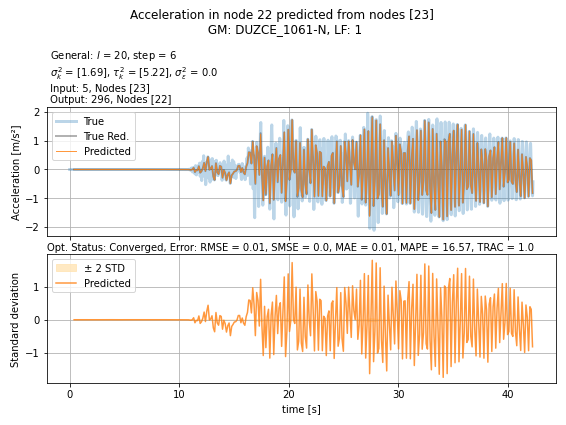 Acceleration in node 22 predicted from nodes [23]
GM: DUZCE_1061-N, LF: 1
General: l = 20, step = 6
σ²ₖ = [1.69], τ²ₖ = [5.22], σ²_ε = 0.0
Input: 5, Nodes [23]
Output: 296, Nodes [22]
True
True Red.
Predicted
Acceleration [m/s²]
2
1
0
−1
−2
Opt. Status: Converged, Error: RMSE = 0.01, SMSE = 0.0, MAE = 0.01, MAPE = 16.57, TRAC = 1.0
± 2 STD
Predicted
Standard deviation
1
0
−1
0 10 20 30 40
time [s]